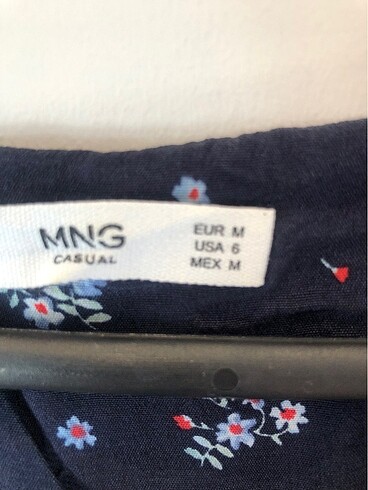 MNG
CASUAL
EUR M
USA 6
MEX M